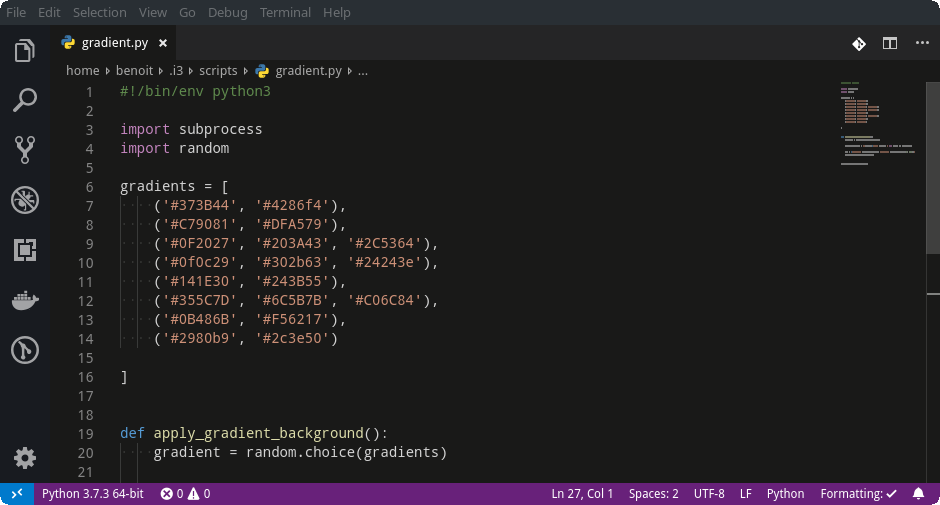 File Edit Selection View Go Debug Terminal Help
gradient.py ×
home benoit .i3 scripts gradient.py ...
1 #!/bin/env python3
2
3 import subprocess
4 import random
5
6 gradients = [
7 ('#373B44', '#4286f4'),
8 ('#C79081', '#DFA579'),
9 ('#0F2027', '#203A43', '#2C5364'),
10 ('#0f0c29', '#302b63', '#24243e'),
11 ('#141E30', '#243B55'),
12 ('#355C7D', '#6C5B7B', '#C06C84'),
13 ('#0B486B', '#F56217'),
14 ('#2980b9', '#2c3e50')
15
16 ]
17
18
19 def apply_gradient_background():
20 gradient = random.choice(gradients)
21
Python 3.7.3 64-bit 0 0 Ln 27, Col 1 Spaces: 2 UTF-8 LF Python Formatting: ✓